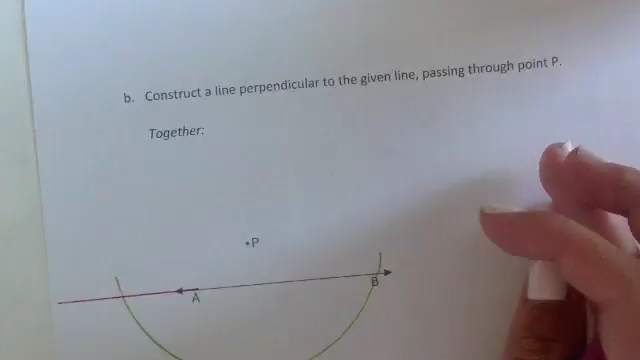 b. Construct a line perpendicular to the given line, passing through point P.
Together:
P
A
B